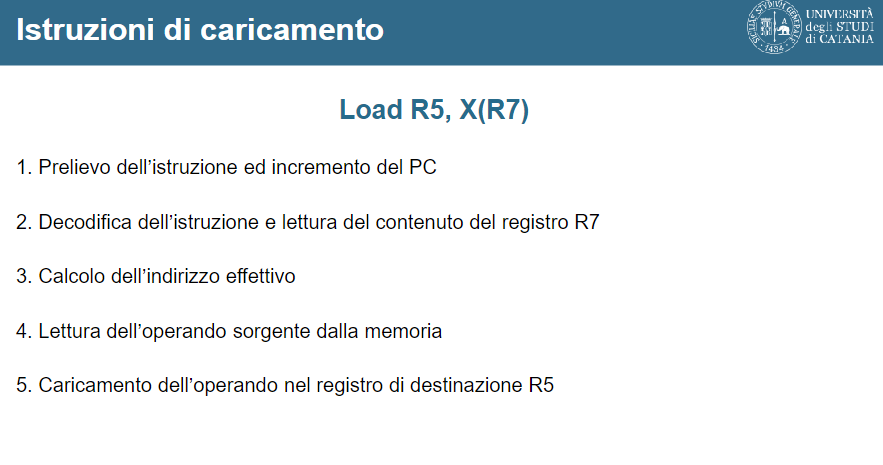 Istruzioni di caricamento
UNIVERSITÀ
degli STUDI
di CATANIA
Load R5, X(R7)
1. Prelievo dell’istruzione ed incremento del PC
2. Decodifica dell’istruzione e lettura del contenuto del registro R7
3. Calcolo dell’indirizzo effettivo
4. Lettura dell’operando sorgente dalla memoria
5. Caricamento dell’operando nel registro di destinazione R5